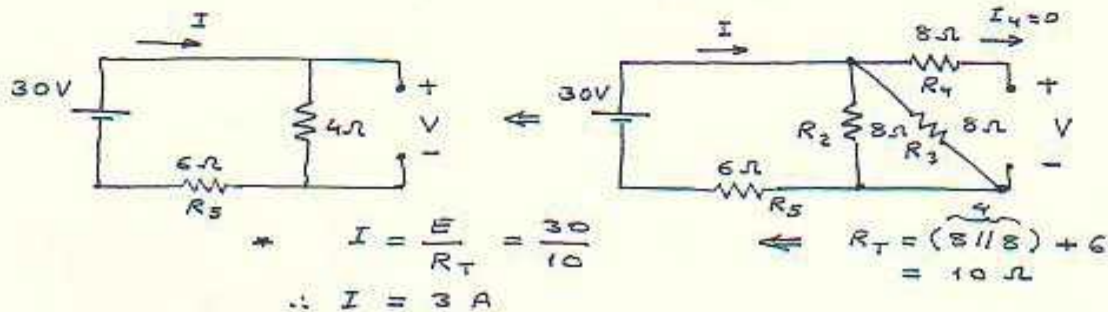 I
30V
4Ω
+
V
-
6Ω
R5
⇐
I
I4=0
8Ω
R4
30V
R2
8Ω
8Ω
R3
+
V
-
6Ω
R5
* I = E/RT = 30/10
∴ I = 3 A
⇐ RT = (8//8) + 6
4
= 10 Ω